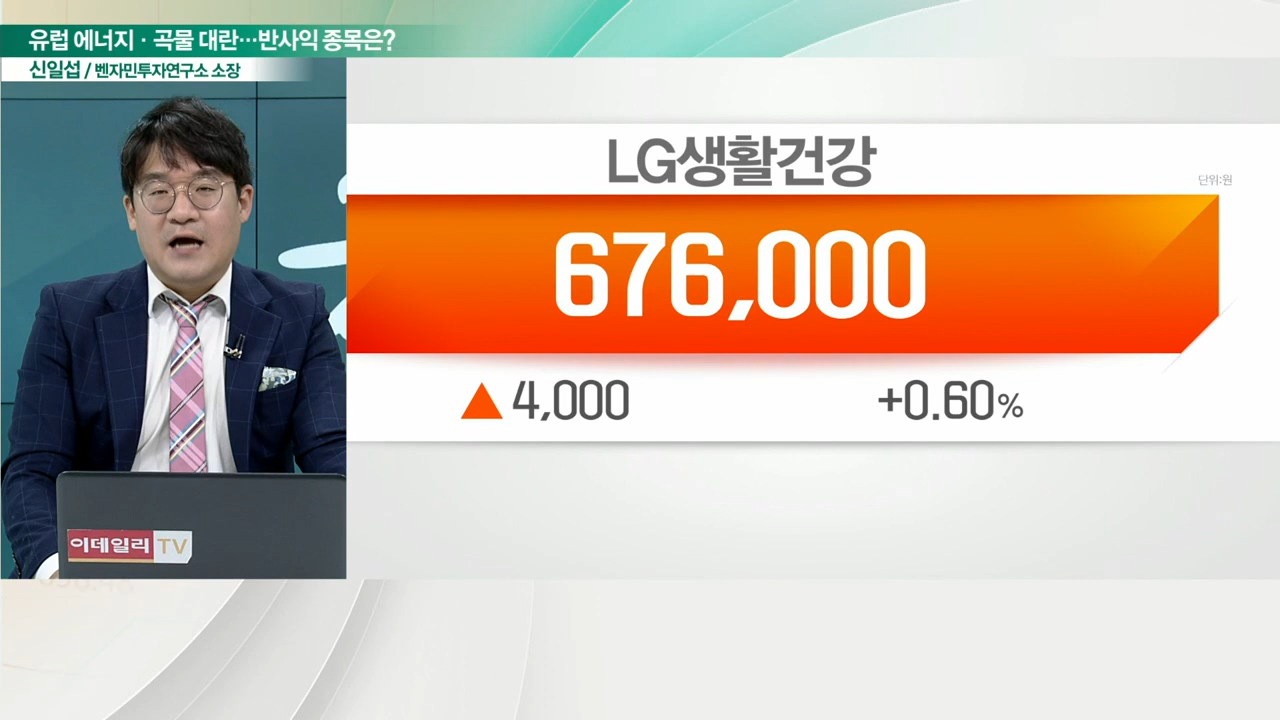 유럽 에너지 · 곡물 대란…반사익 종목은?
신일섭 / 벤자민투자연구소 소장
LG생활건강
단위:원
676,000
▲ 4,000 +0.60%
이데일리 TV